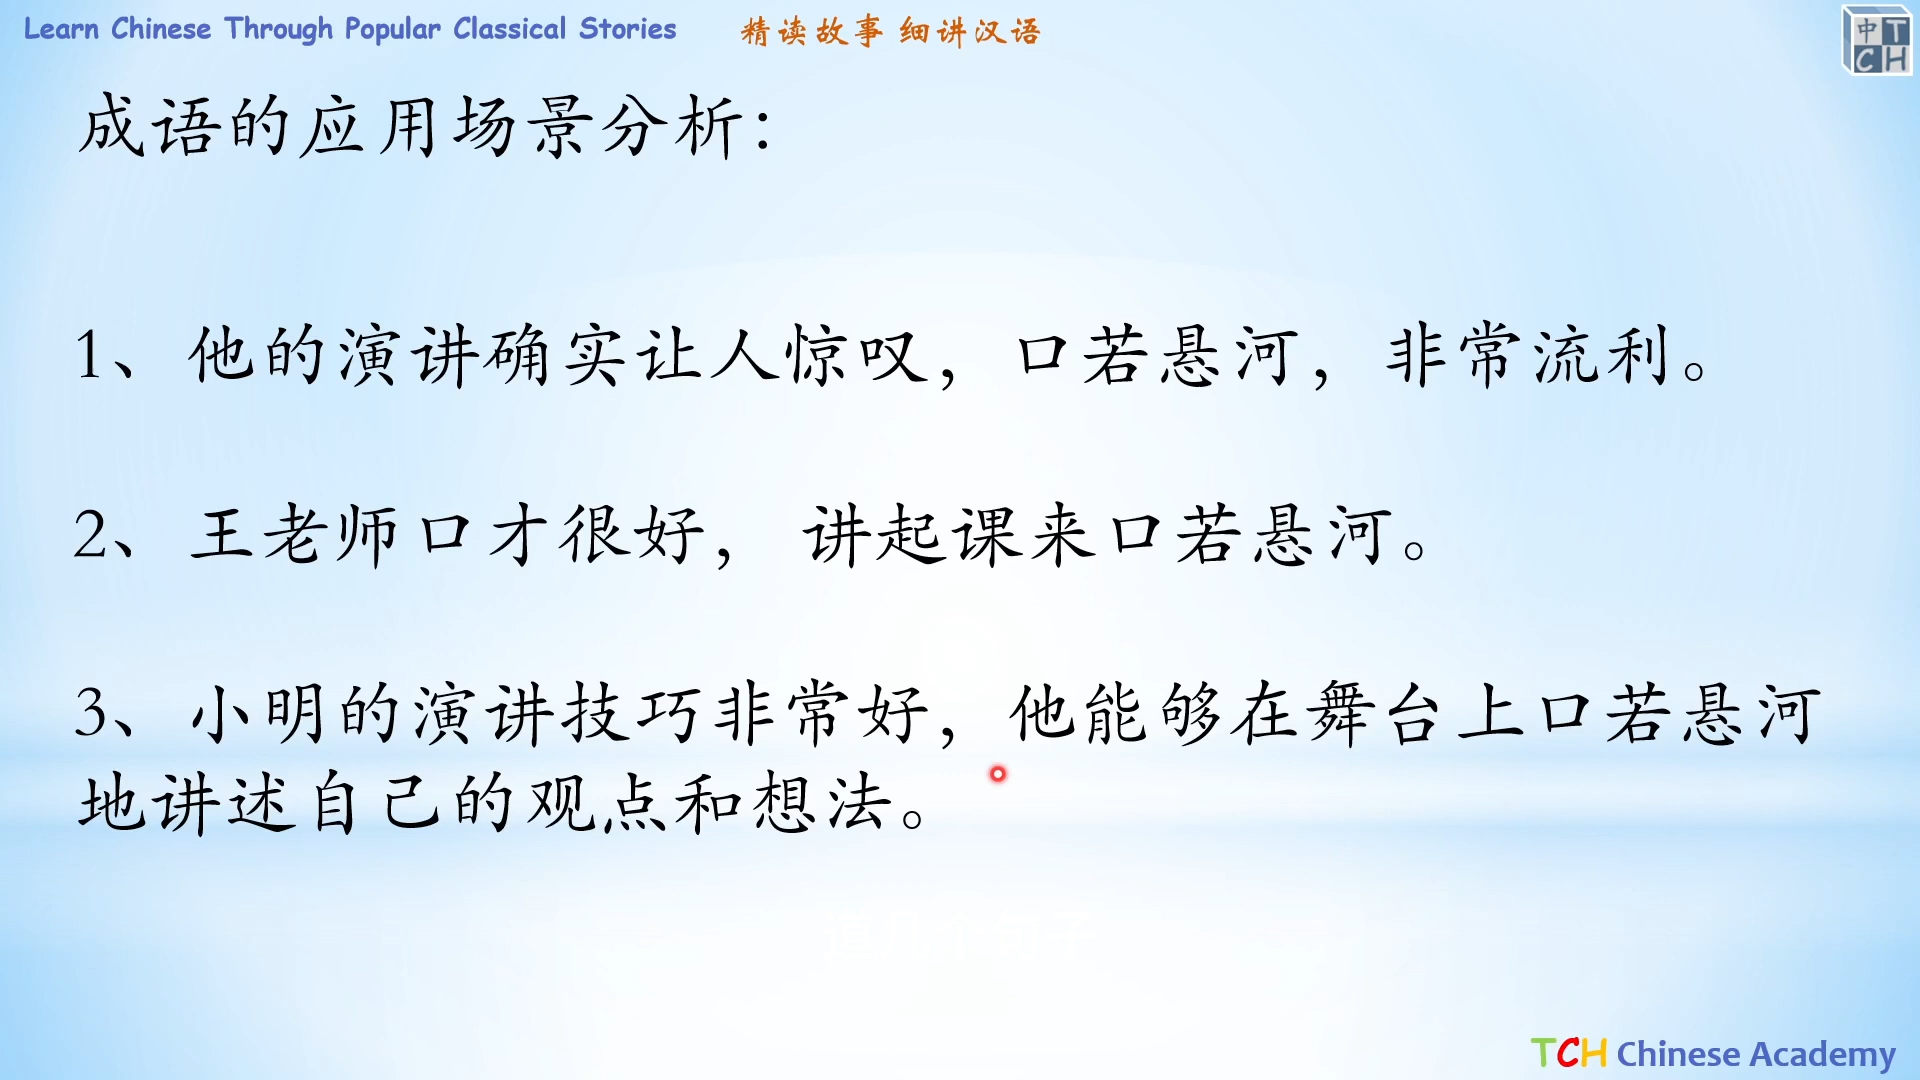 Learn Chinese Through Popular Classical Stories 精读故事 细讲汉语
中TCH
成语的应用场景分析：
1、他的演讲确实让人惊叹，口若悬河，非常流利。
2、王老师口才很好， 讲起课来口若悬河。
3、小明的演讲技巧非常好，他能够在舞台上口若悬河
地讲述自己的观点和想法。
TCH Chinese Academy